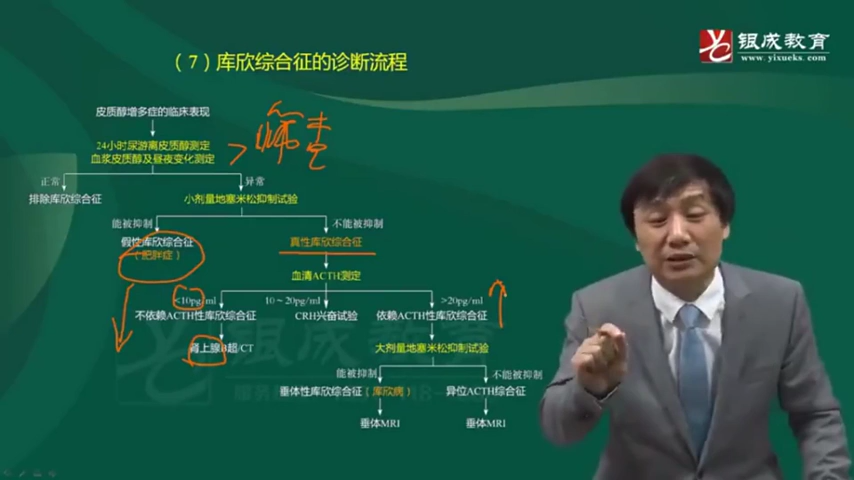 银成教育
www.yixueks.com
（7）库欣综合征的诊断流程
皮质醇增多症的临床表现
24小时尿游离皮质醇测定
血浆皮质醇及昼夜变化测定
筛查
正常
异常
排除库欣综合征
小剂量地塞米松抑制试验
能被抑制
不能被抑制
假性库欣综合征
（肥胖症）
真性库欣综合征
血清ACTH测定
<10pg/ml
10～20pg/ml
>20pg/ml
不依赖ACTH性库欣综合征
CRH兴奋试验
依赖ACTH性库欣综合征
肾上腺B超/CT
大剂量地塞米松抑制试验
能被抑制
不能被抑制
垂体性库欣综合征（库欣病）
异位ACTH综合征
垂体MRI
垂体MRI
银成教育